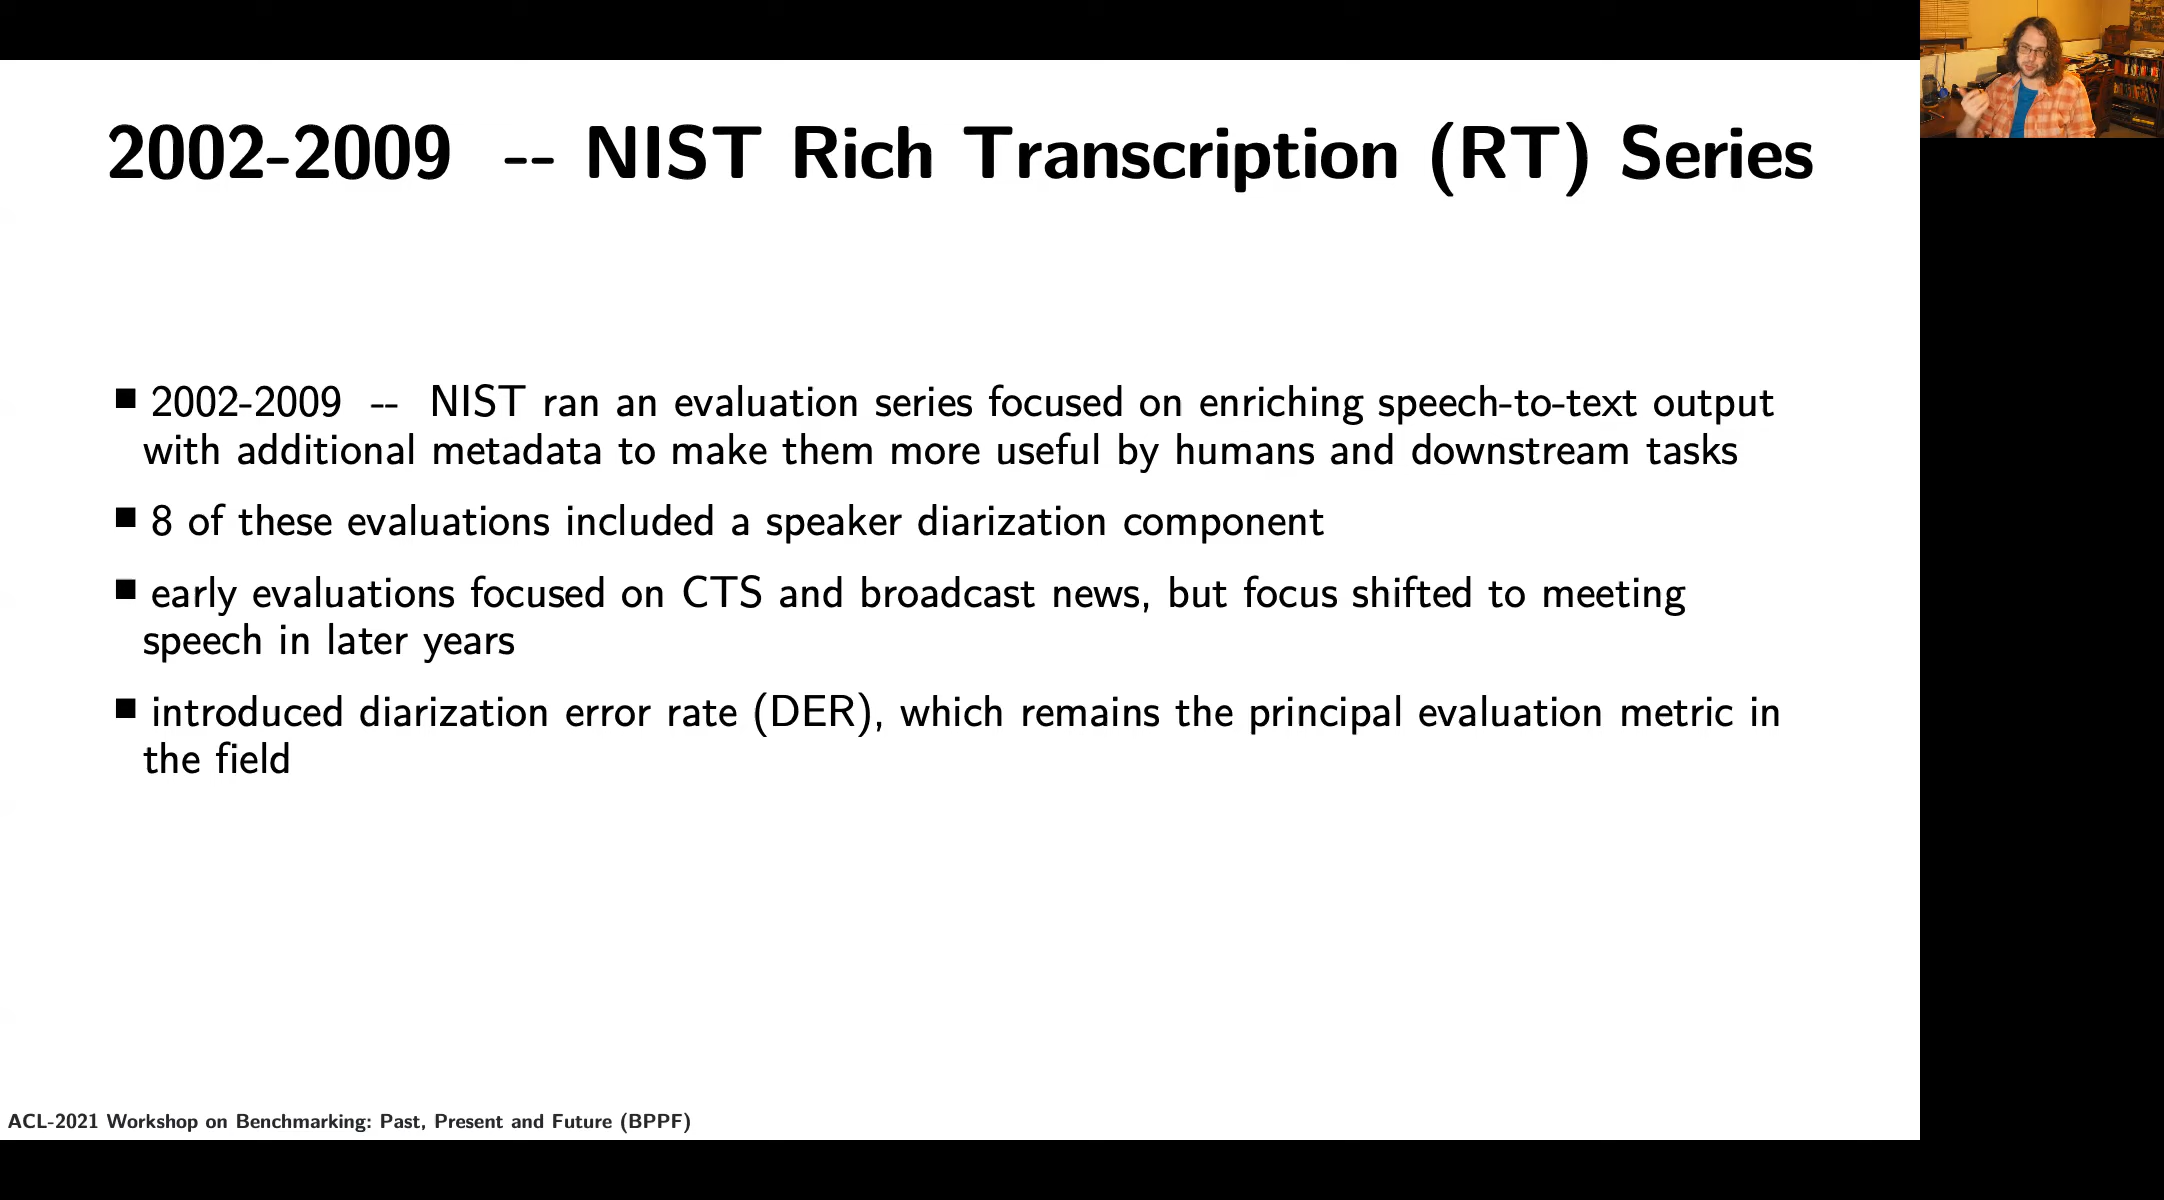 2002-2009 -- NIST Rich Transcription (RT) Series
2002-2009 -- NIST ran an evaluation series focused on enriching speech-to-text output
with additional metadata to make them more useful by humans and downstream tasks
8 of these evaluations included a speaker diarization component
early evaluations focused on CTS and broadcast news, but focus shifted to meeting
speech in later years
introduced diarization error rate (DER), which remains the principal evaluation metric in
the field
ACL-2021 Workshop on Benchmarking: Past, Present and Future (BPPF)